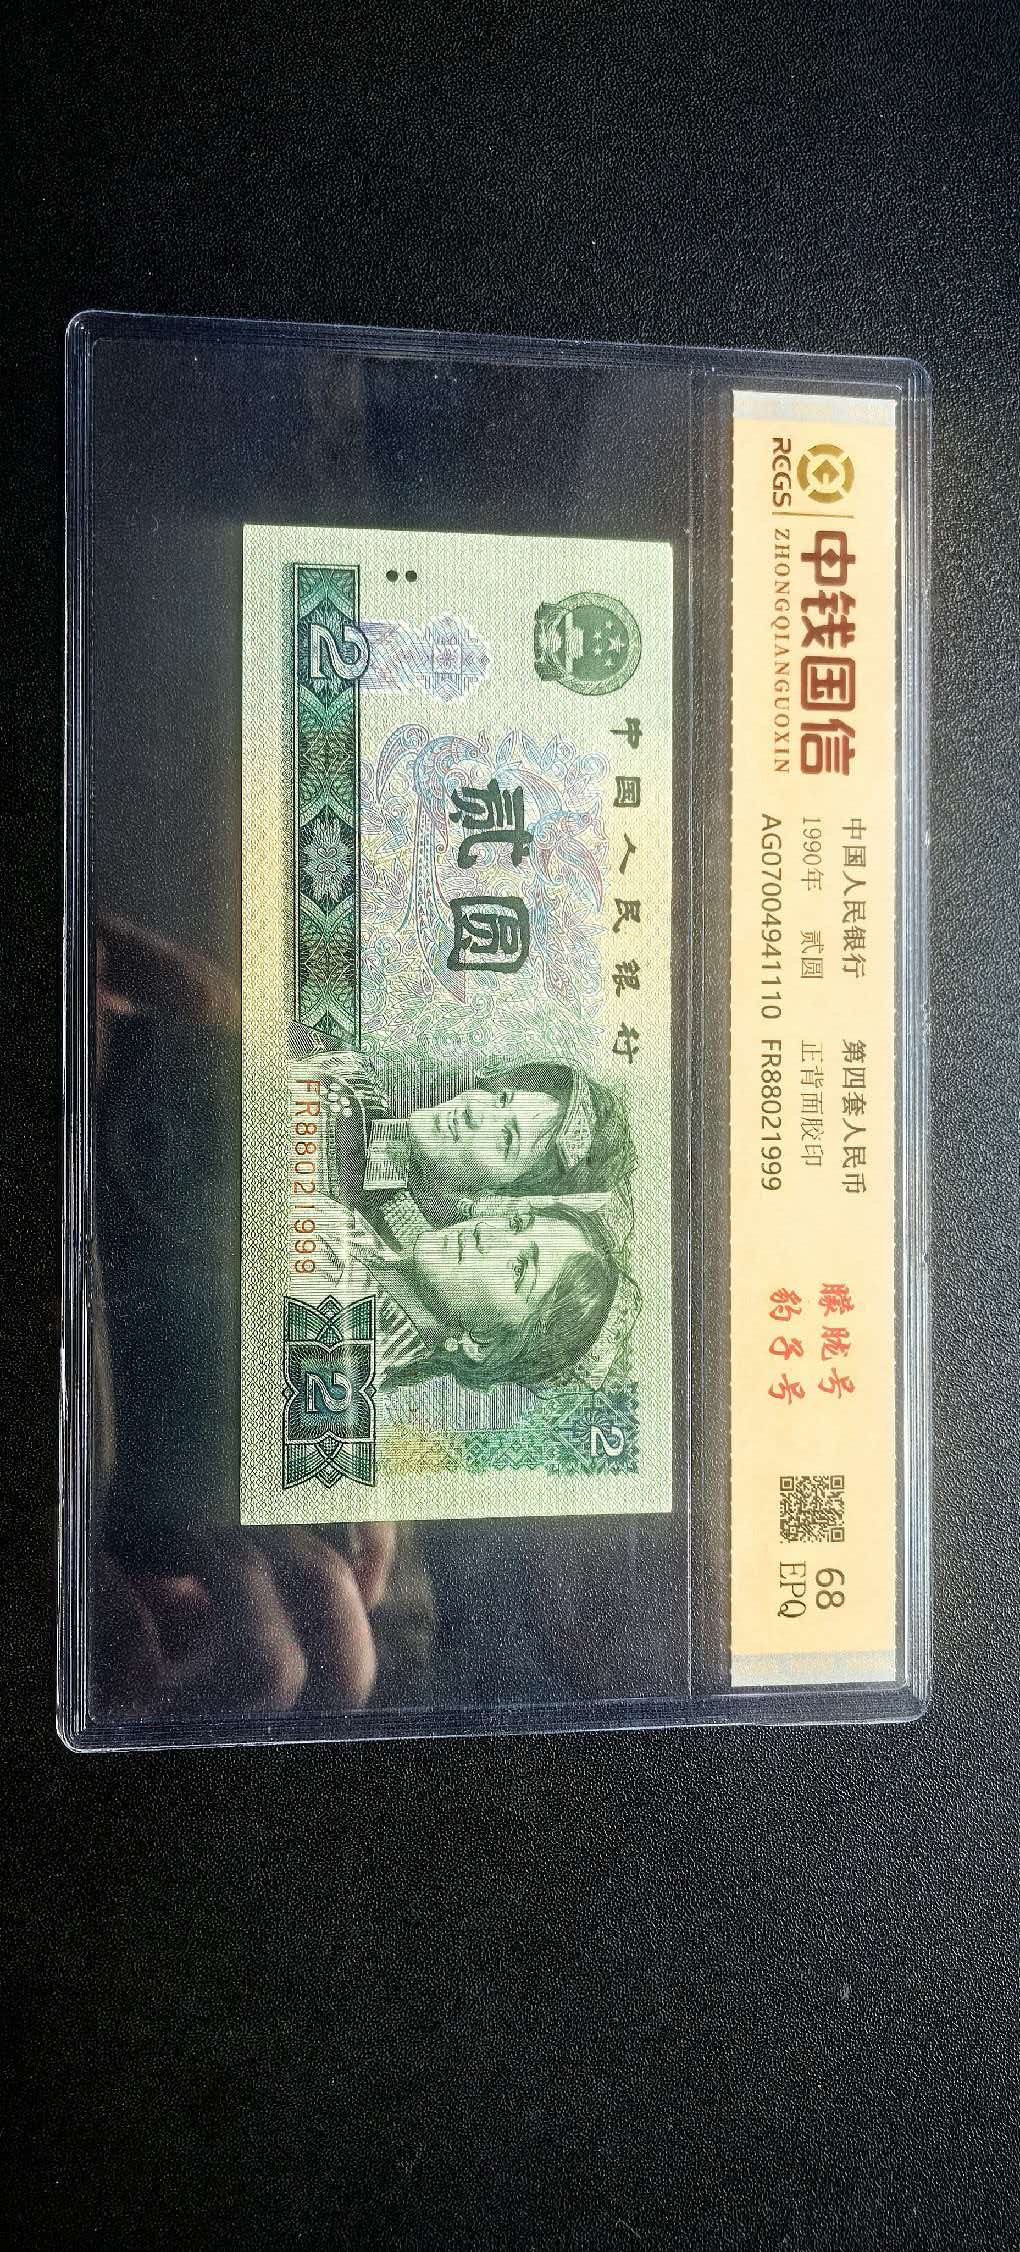 RCGS
中钱国信
ZHONGQIANGUOXIN
中国人民银行 第四套人民币
1990年 贰圆 正背面胶印
AG0700494110 FR88021999
朦胧号
豹子号
68
EPQ
中国人民银行
贰圆
2
FR88021999
2
2